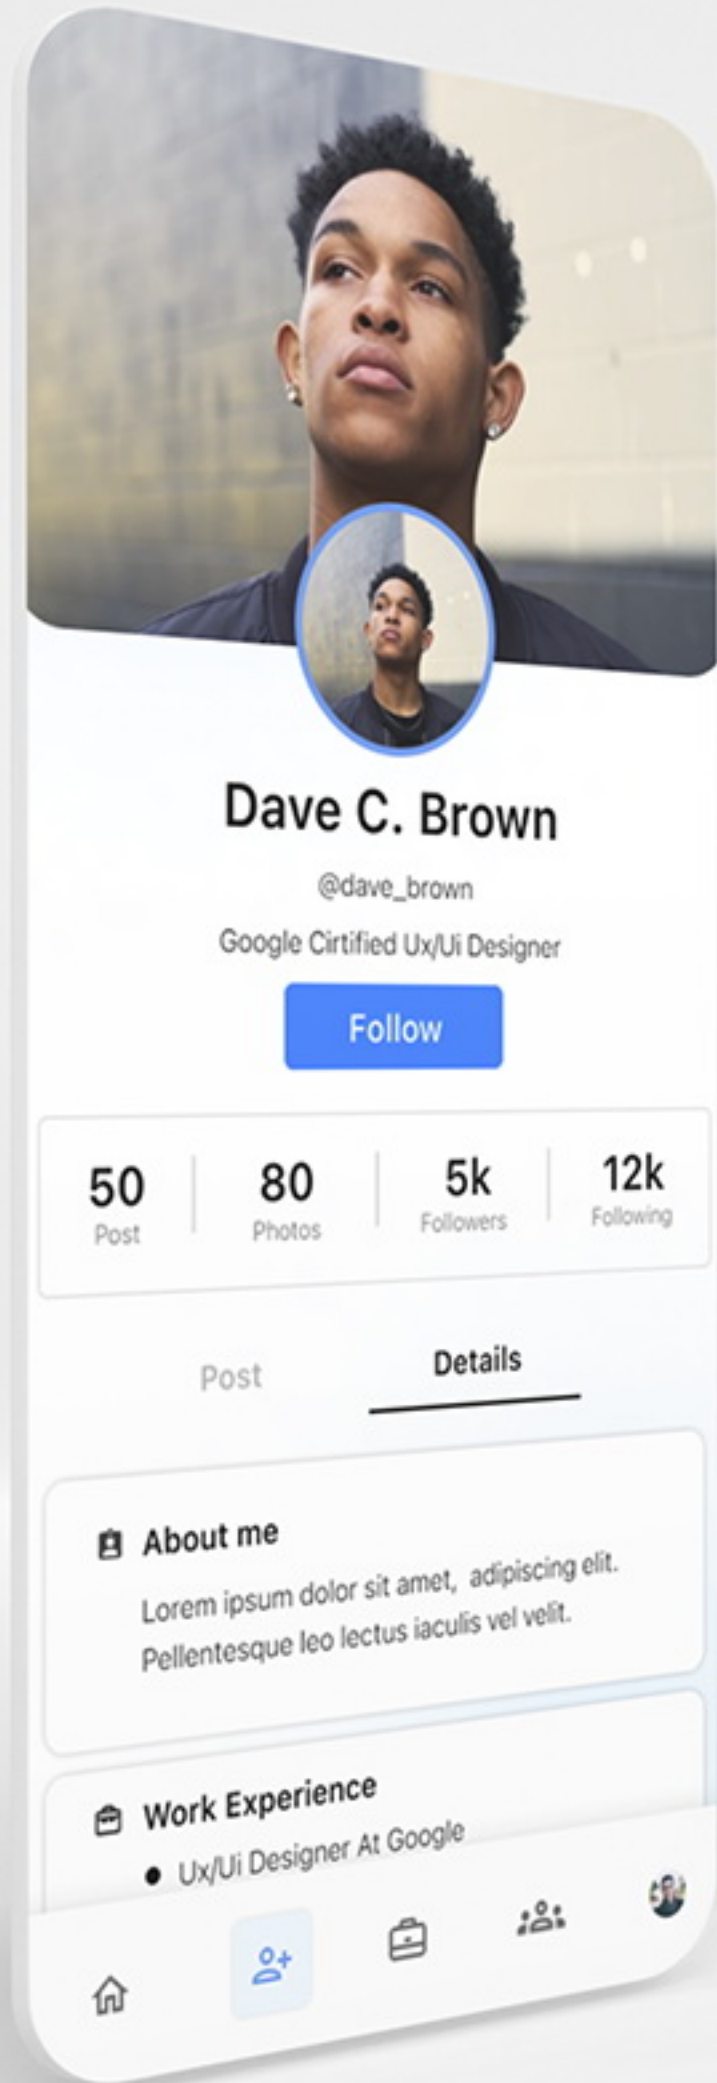 Dave C. Brown
@dave_brown
Google Cirtified Ux/Ui Designer
Follow
50 80 5k 12k
Post Photos Followers Following
Post Details
About me
Lorem ipsum dolor sit amet, adipiscing elit.
Pellentesque leo lectus iaculis vel velit.
Work Experience
Ux/Ui Designer At Google